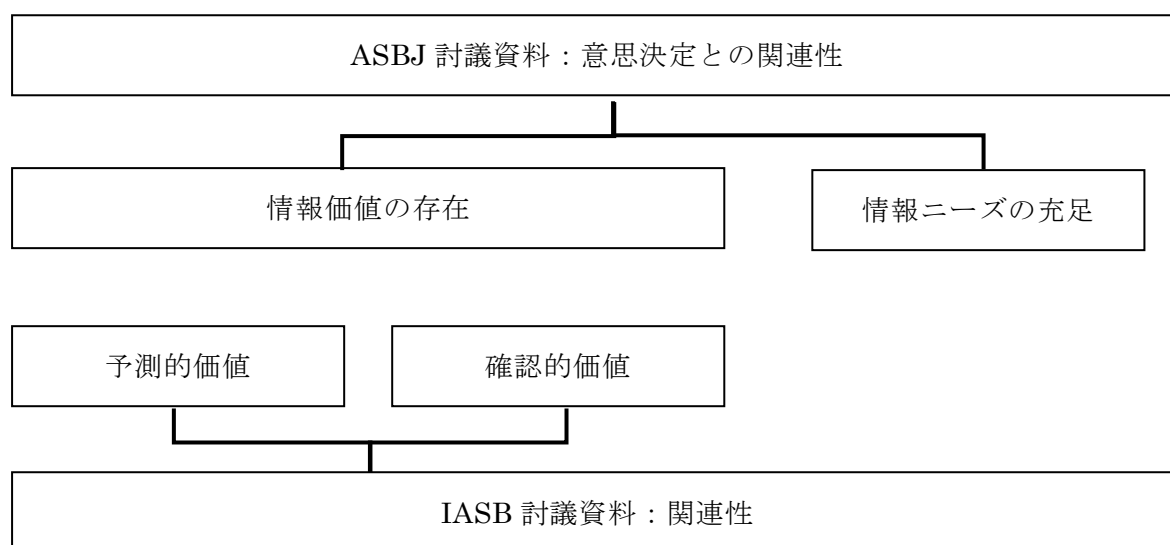 ASBJ 討議資料：意思決定との関連性
情報価値の存在
情報ニーズの充足
予測的価値
確認的価値
IASB 討議資料：関連性